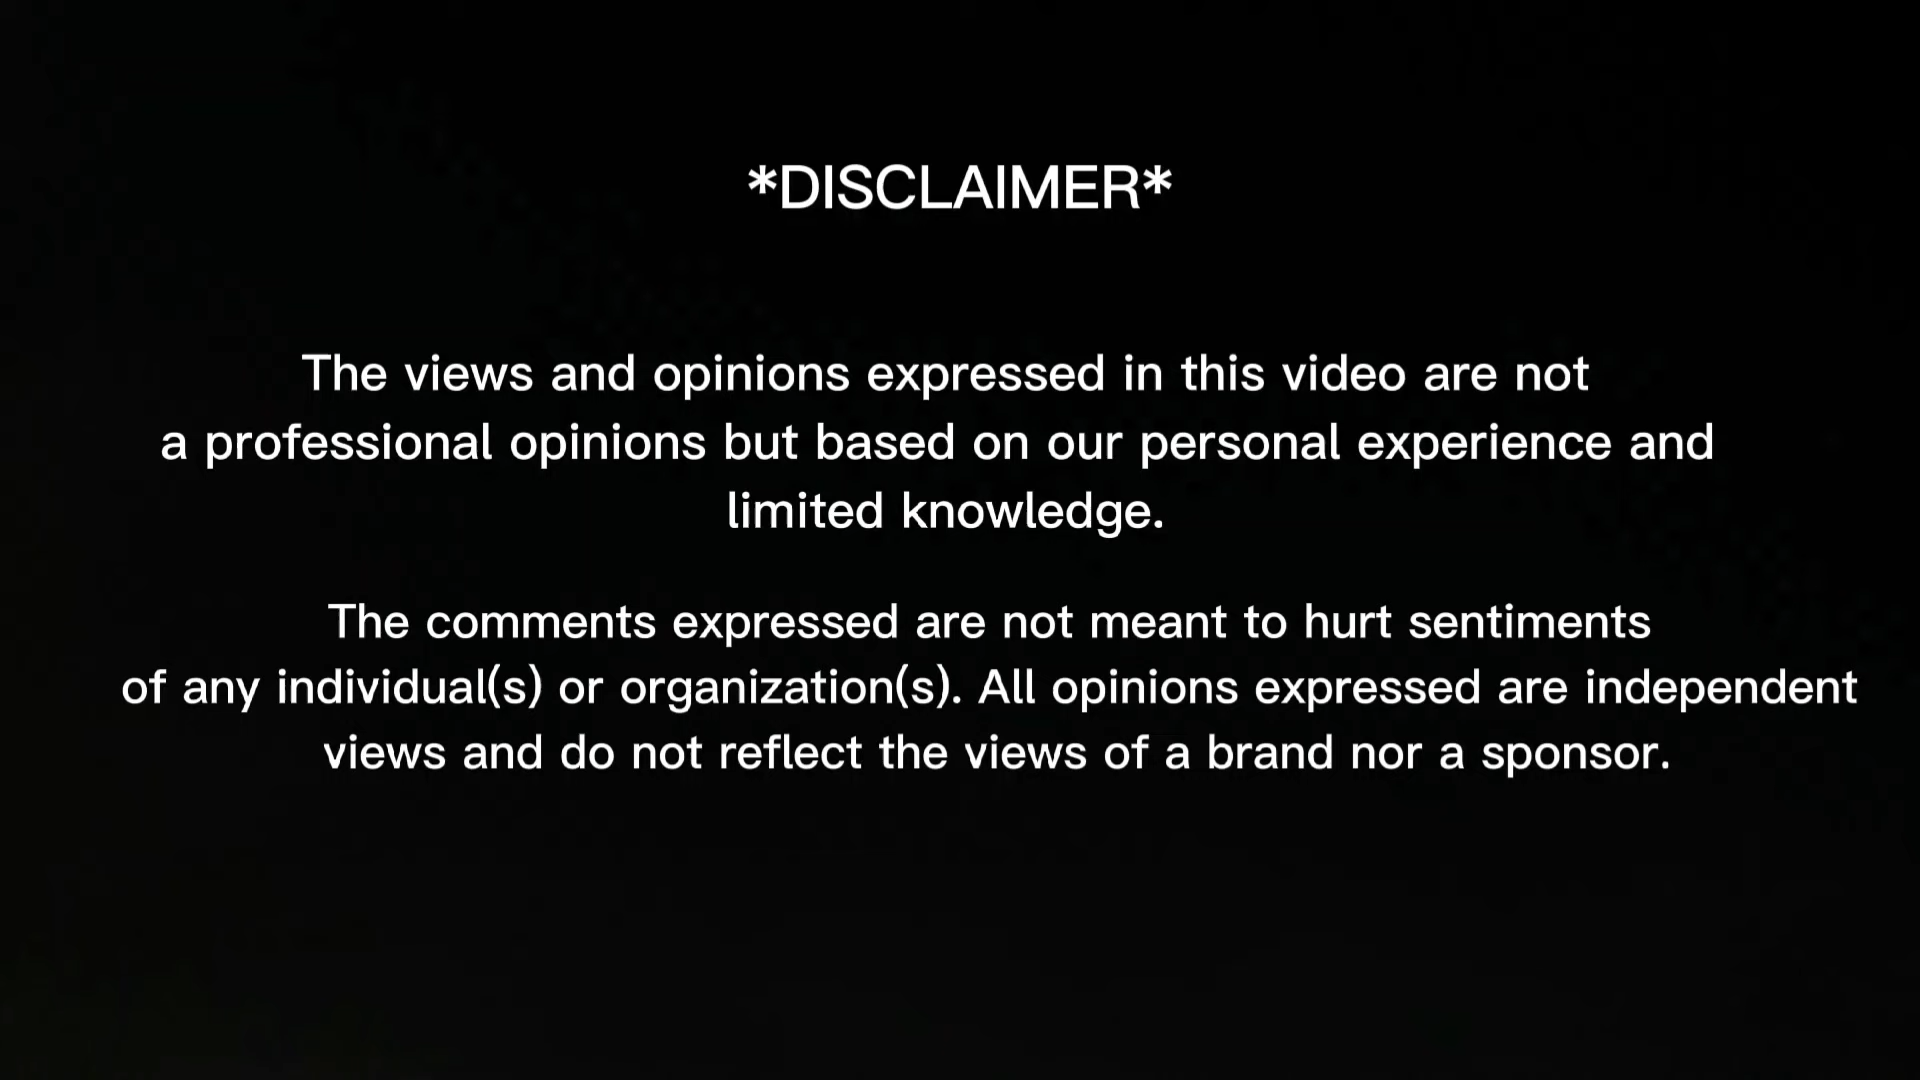 *DISCLAIMER*
The views and opinions expressed in this video are not
a professional opinions but based on our personal experience and
limited knowledge.
The comments expressed are not meant to hurt sentiments
of any individual(s) or organization(s). All opinions expressed are independent
views and do not reflect the views of a brand nor a sponsor.